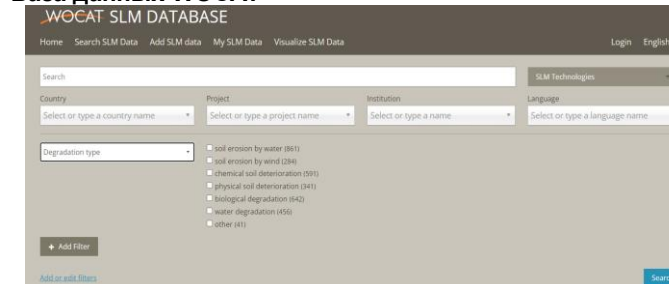 База данных WOCAT
WOCAT SLM DATABASE
Home Search SLM Data Add SLM data My SLM Data Visualize SLM Data Login English
Search SLM Technologies
Country Project Institution Language
Select or type a country name Select or type a project name Select or type a name Select or type a language name
Degradation type
soil erosion by water (861)
soil erosion by wind (284)
chemical soil deterioration (591)
physical soil deterioration (341)
biological degradation (642)
water degradation (456)
other (41)
+ Add Filter
Add or edit filters Sear